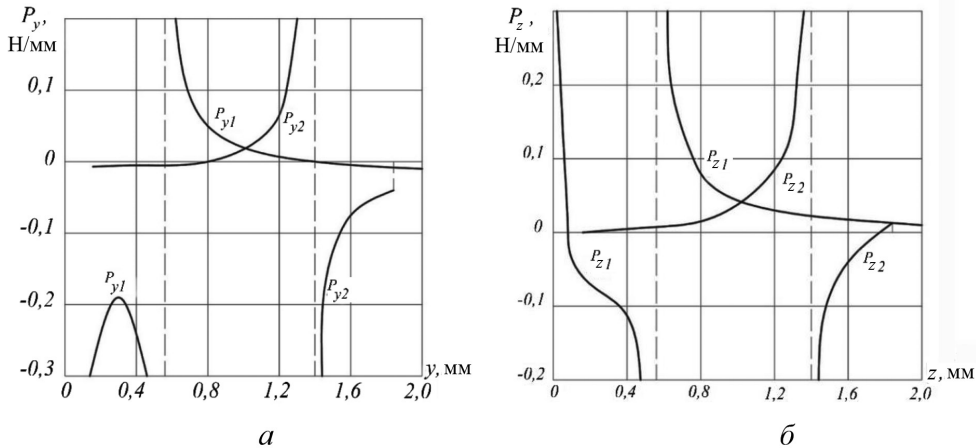 P_y,
Н/мм
0,1
0
-0,1
-0,2
-0,3
P_y1
P_y2
P_y1
P_y2
0
0,4
0,8
1,2
1,6
2,0
y, мм
а
P_z,
Н/мм
0,2
0,1
0
-0,1
-0,2
P_z1
P_z2
P_z1
P_z2
0
0,4
0,8
1,2
1,6
2,0
z, мм
б